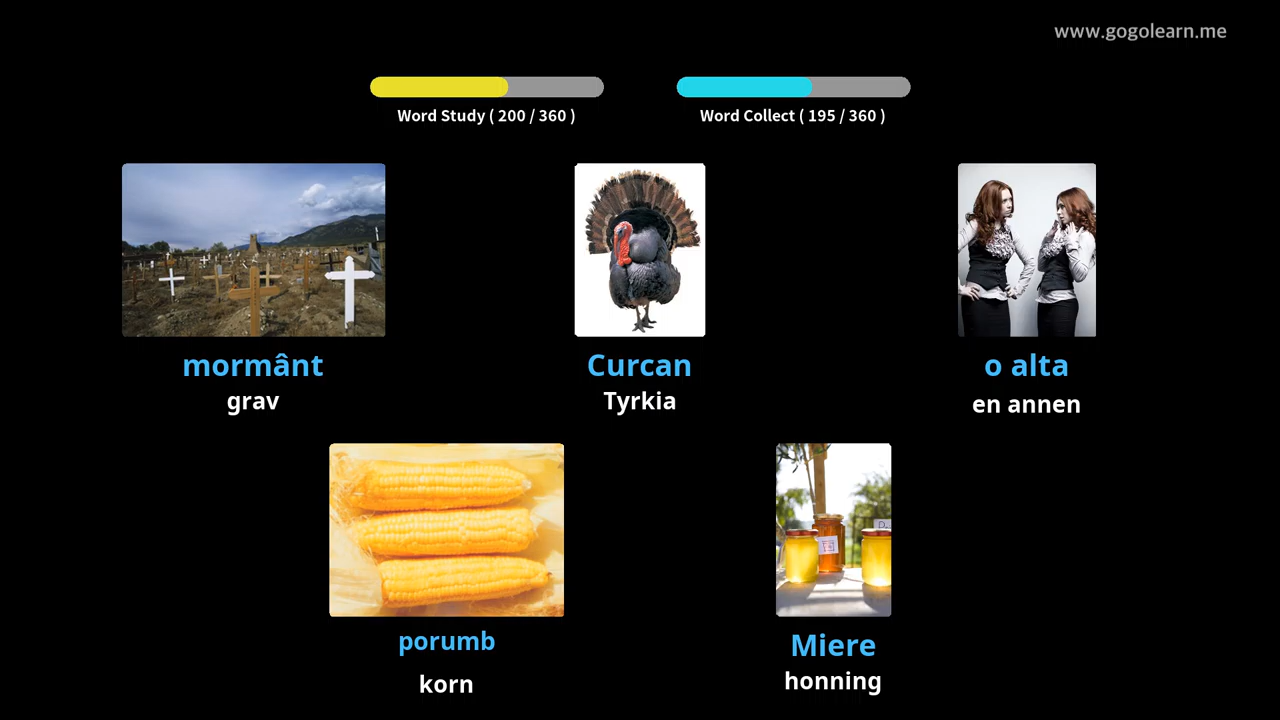 www.gogolearn.me
Word Study ( 200 / 360 )
Word Collect ( 195 / 360 )
mormânt
grav
Curcan
Tyrkia
o alta
en annen
porumb
korn
Miere
honning